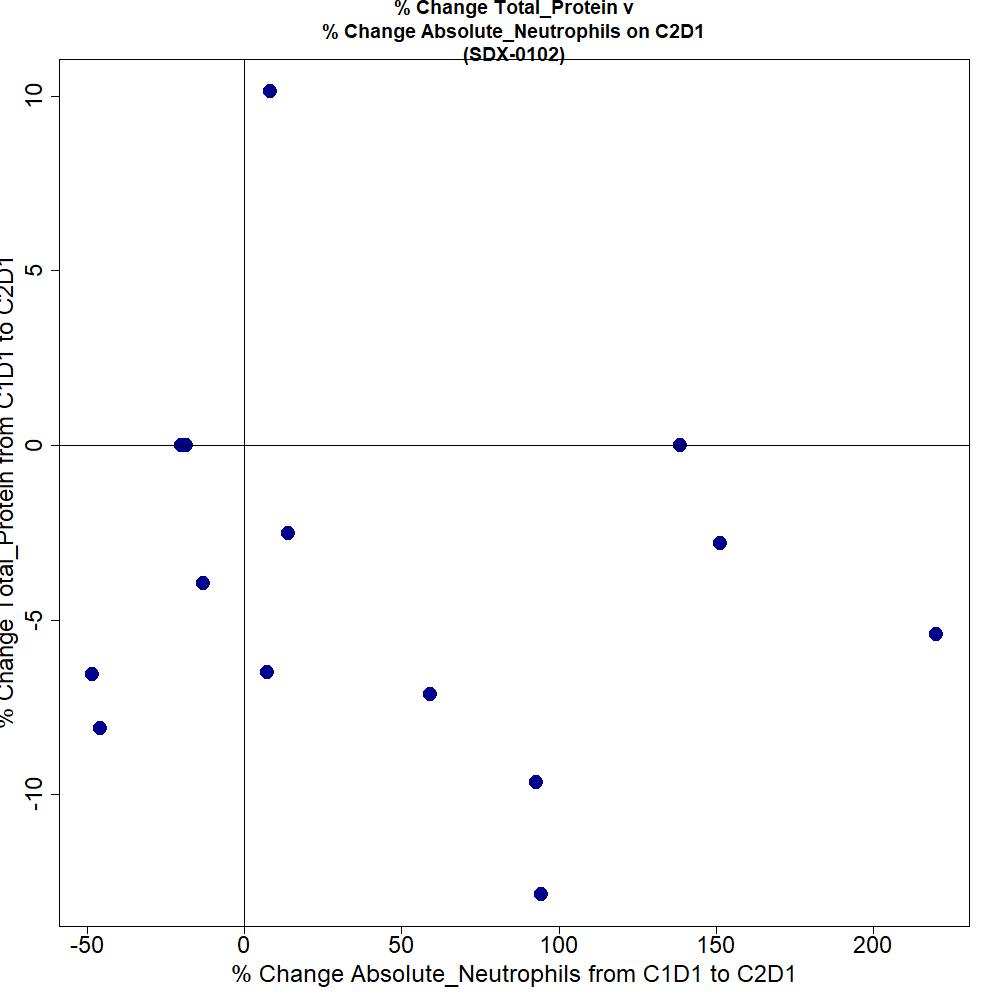 % Change Total_Protein v
% Change Absolute_Neutrophils on C2D1
(SDX-0102)
% Change Total_Protein from C1D1 to C2D1
10
5
0
-5
-10
-50
0
50
100
150
200
% Change Absolute_Neutrophils from C1D1 to C2D1